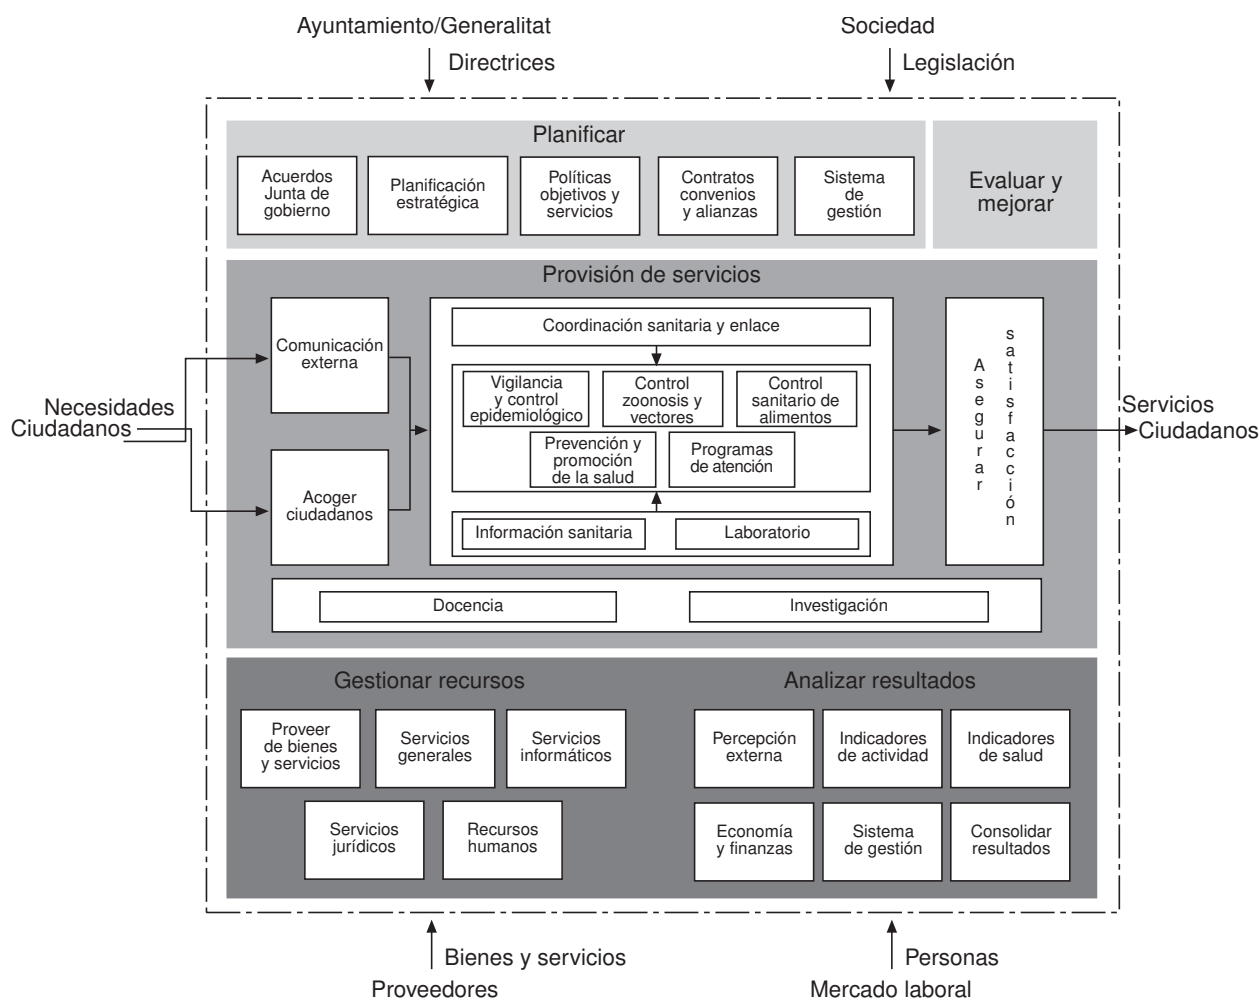 Ayuntamiento/Generalitat
Directrices
Sociedad
Legislación
Planificar
Acuerdos
Junta de
gobierno
Planificación
estratégica
Políticas
objetivos y
servicios
Contratos
convenios
y alianzas
Sistema
de
gestión
Evaluar y
mejorar
Provisión de servicios
Necesidades
Ciudadanos
Comunicación
externa
Acoger
ciudadanos
Coordinación sanitaria y enlace
Vigilancia
y control
epidemiológico
Control
zoonosis y
vectores
Control
sanitario de
alimentos
Prevención y
promoción
de la salud
Programas
de atención
Información sanitaria
Laboratorio
Asegurar
satisfacción
Servicios
Ciudadanos
Docencia
Investigación
Gestionar recursos
Proveer
de bienes
y servicios
Servicios
generales
Servicios
informáticos
Servicios
jurídicos
Recursos
humanos
Analizar resultados
Percepción
externa
Indicadores
de actividad
Indicadores
de salud
Economía
y finanzas
Sistema
de gestión
Consolidar
resultados
Bienes y servicios
Proveedores
Personas
Mercado laboral